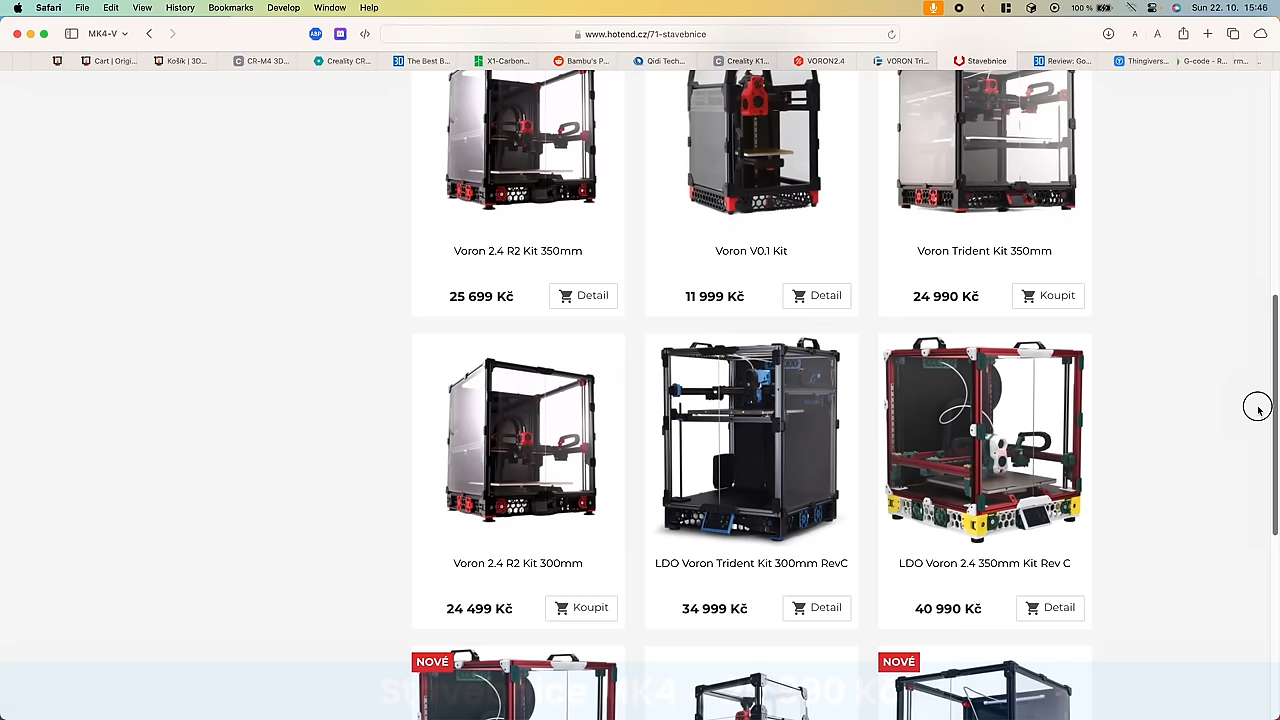 Safari File Edit View History Bookmarks Develop Window Help 100 % Sun 22. 10. 15:46
MK4-V ABP www.hotend.cz/71-stavebnice A A
Cart | Orig... Košík | 3D... Creality CR... The Best B... X1-Carbon... Bambu's P... Qidi Tech... Creality K1... VORON2.4 VORON Tri... Stavebnice Review: Go... Thingivers...
Voron 2.4 R2 Kit 350mm Voron V0.1 Kit Voron Trident Kit 350mm
25 699 Kč Detail 11 999 Kč Detail 24 990 Kč Koupit
Voron 2.4 R2 Kit 300mm LDO Voron Trident Kit 300mm RevC LDO Voron 2.4 350mm Kit Rev C
24 499 Kč Koupit 34 999 Kč Detail 40 990 Kč Detail
NOVÉ NOVÉ